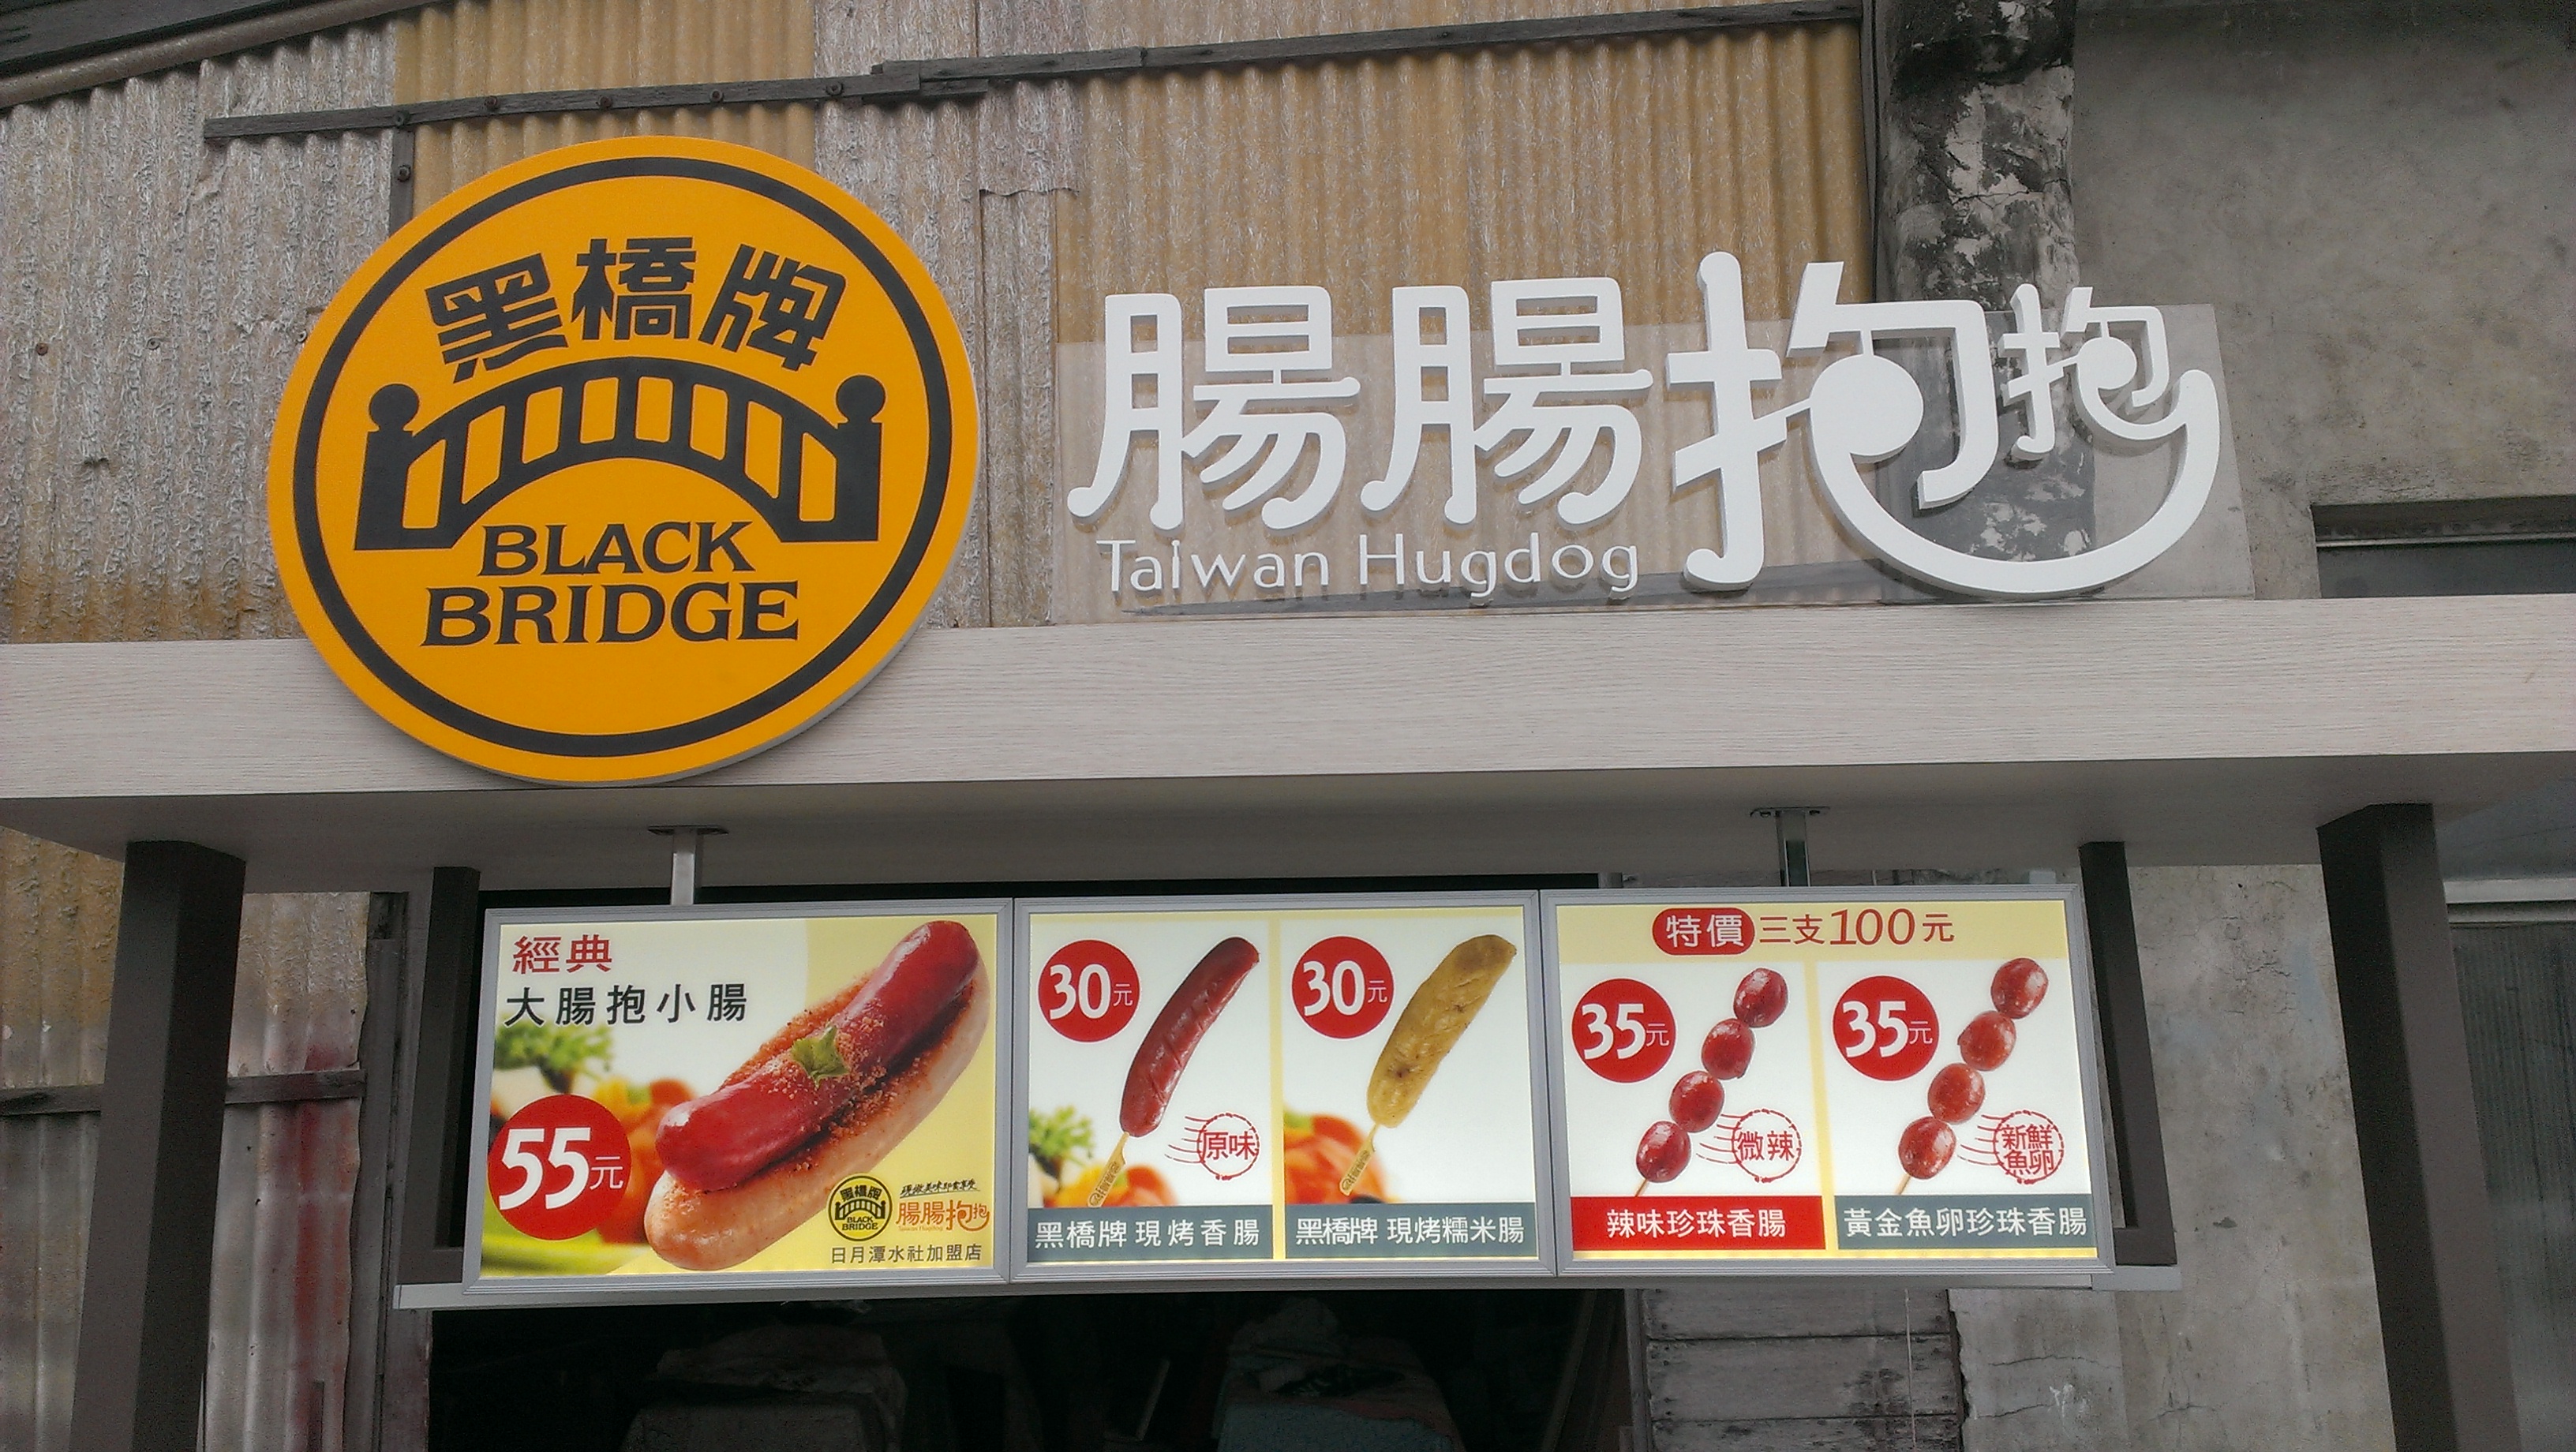 黑橋牌
BLACK
BRIDGE
腸腸抱抱
Taiwan Hugdog
經典
大腸抱小腸
55元
黑橋牌
BLACK
BRIDGE
腸腸抱抱
日月潭水社加盟店
30元
原味
黑橋牌 現烤香腸
30元
黑橋牌 現烤糯米腸
特價 三支100元
35元
微辣
辣味珍珠香腸
35元
新鮮
魚卵
黃金魚卵珍珠香腸